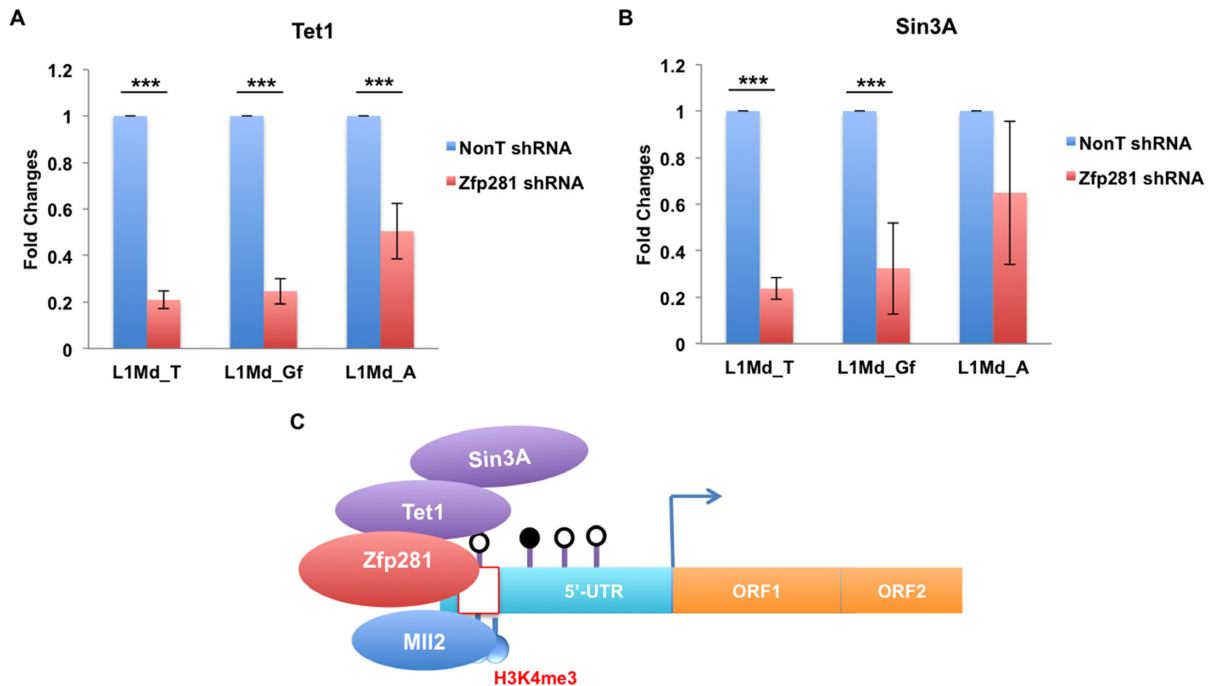 A
Tet1
1.2
1
0.8
0.6
0.4
0.2
0
Fold Changes
***
***
***
L1Md_T
L1Md_Gf
L1Md_A
NonT shRNA
Zfp281 shRNA
B
Sin3A
1.2
1
0.8
0.6
0.4
0.2
0
Fold Changes
***
***
L1Md_T
L1Md_Gf
L1Md_A
NonT shRNA
Zfp281 shRNA
C
Sin3A
Tet1
Zfp281
Mll2
5'-UTR
ORF1
ORF2
H3K4me3